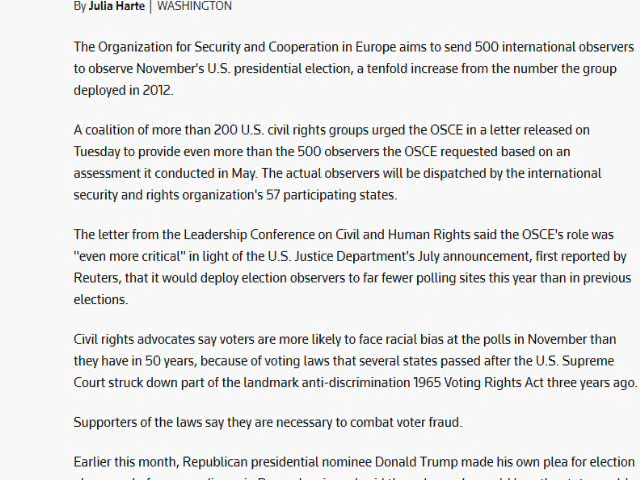 By Julia Harte | WASHINGTON
The Organization for Security and Cooperation in Europe aims to send 500 international observers
to observe November's U.S. presidential election, a tenfold increase from the number the group
deployed in 2012.
A coalition of more than 200 U.S. civil rights groups urged the OSCE in a letter released on
Tuesday to provide even more than the 500 observers the OSCE requested based on an
assessment it conducted in May. The actual observers will be dispatched by the international
security and rights organization's 57 participating states.
The letter from the Leadership Conference on Civil and Human Rights said the OSCE's role was
"even more critical" in light of the U.S. Justice Department's July announcement, first reported by
Reuters, that it would deploy election observers to far fewer polling sites this year than in previous
elections.
Civil rights advocates say voters are more likely to face racial bias at the polls in November than
they have in 50 years, because of voting laws that several states passed after the U.S. Supreme
Court struck down part of the landmark anti-discrimination 1965 Voting Rights Act three years ago.
Supporters of the laws say they are necessary to combat voter fraud.
Earlier this month, Republican presidential nominee Donald Trump made his own plea for election